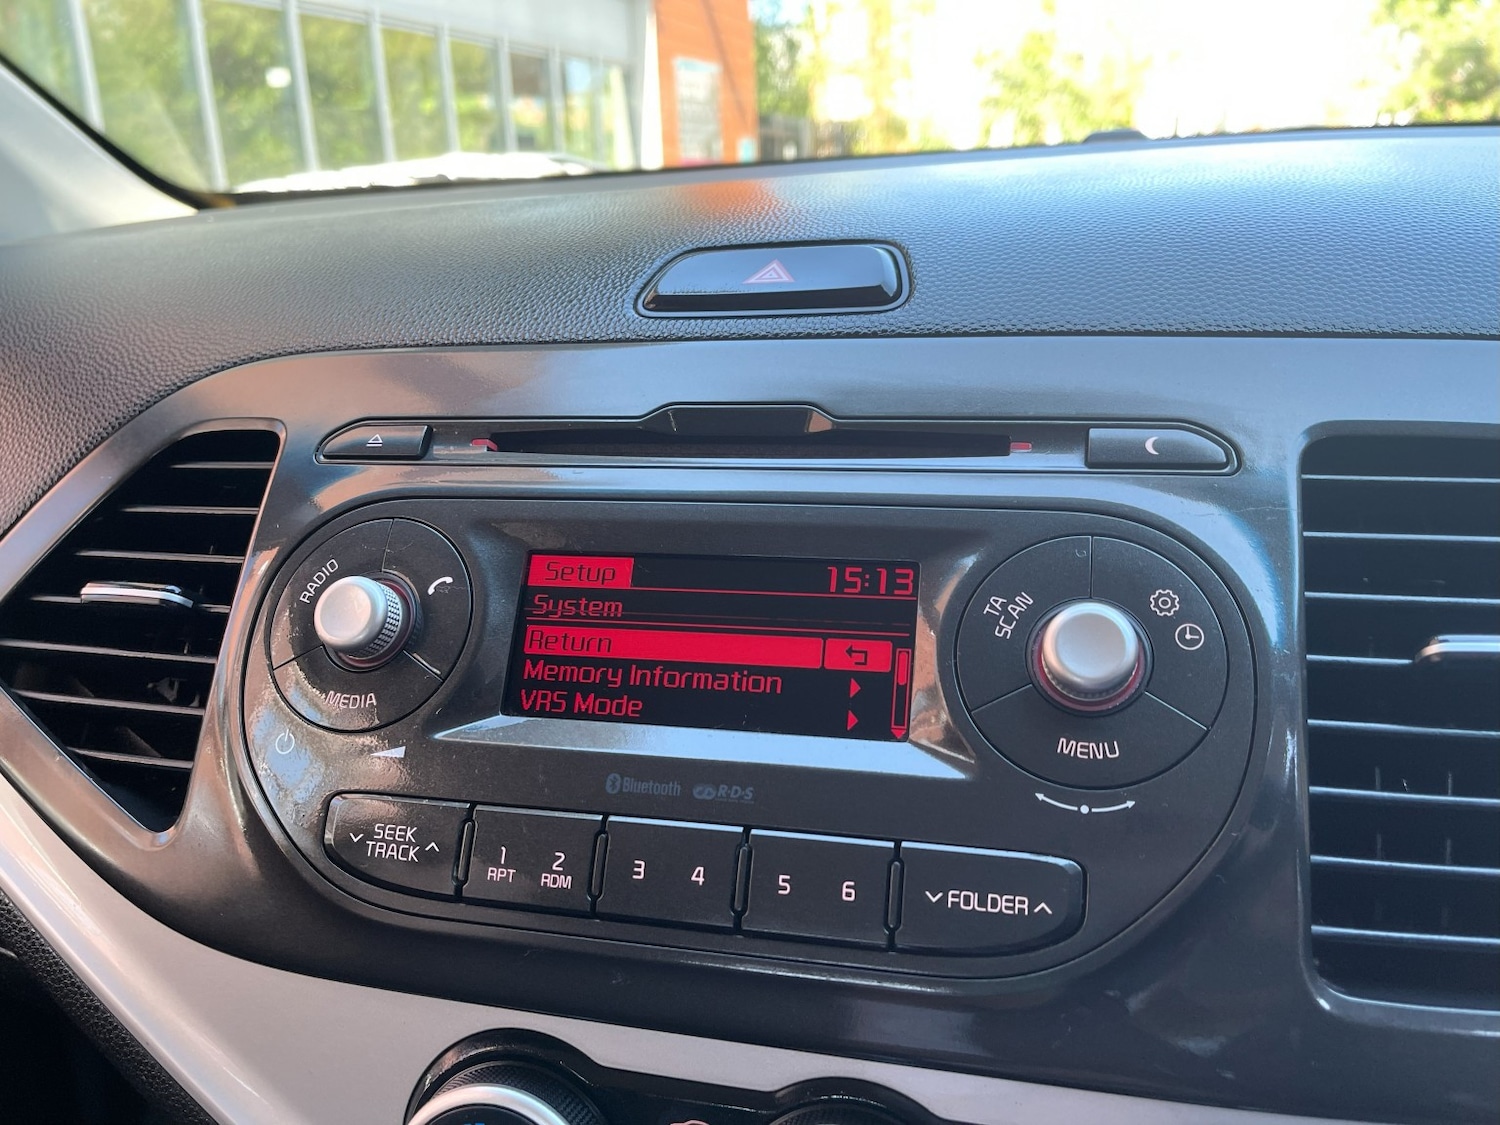 RADIO
MEDIA
Setup 15:13
System
Return
Memory Information
VRS Mode
TA
SCAN
MENU
Bluetooth R·D·S
SEEK
TRACK
1 2
RPT RDM
3 4
5 6
FOLDER